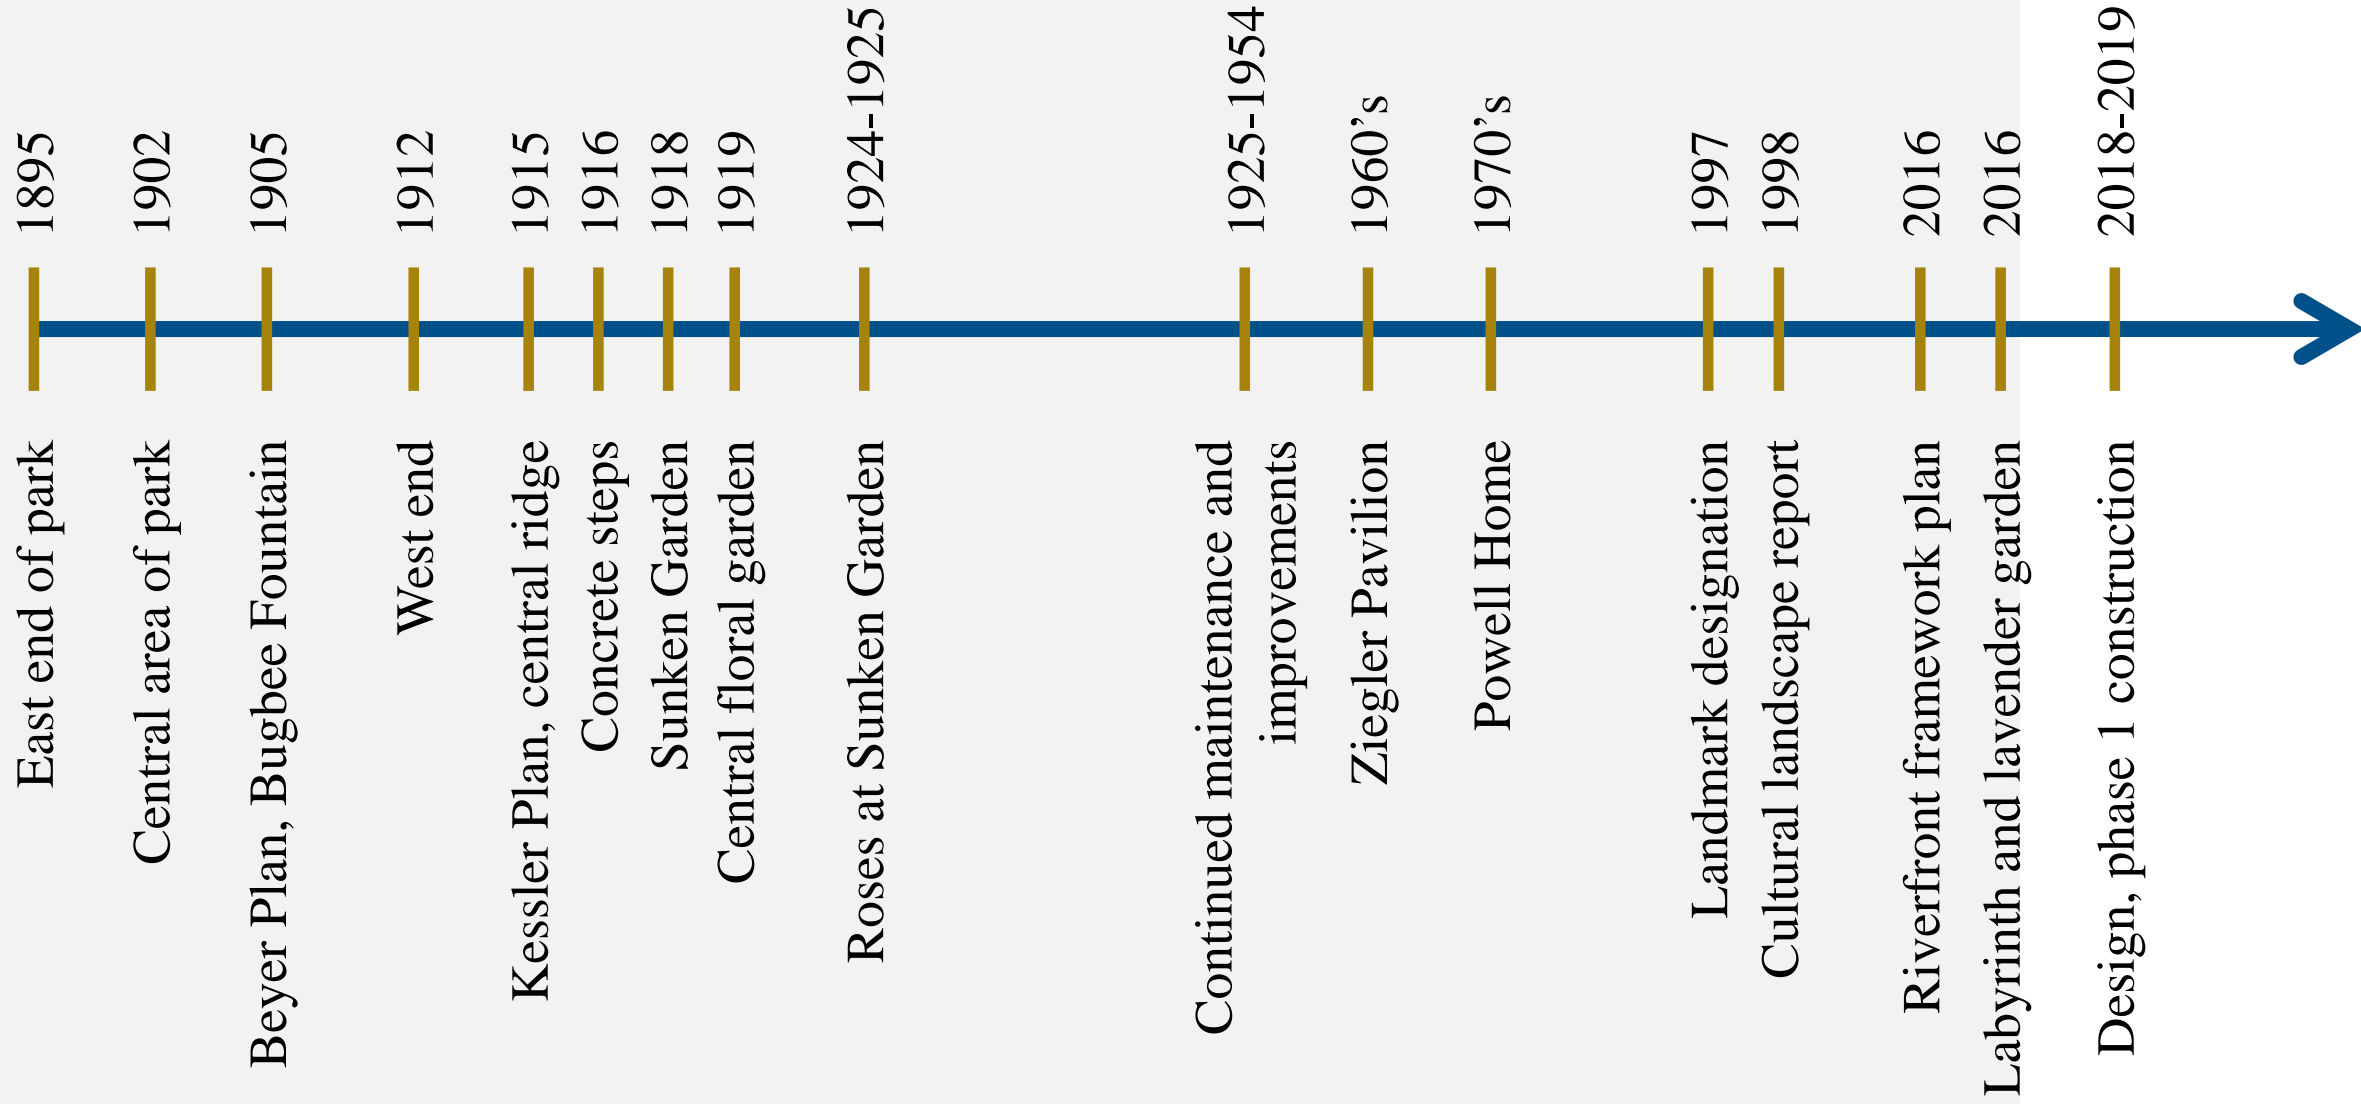 1895
East end of park
1902
Central area of park
1905
Beyer Plan, Bugbee Fountain
1912
West end
1915
Kessler Plan, central ridge
1916
Concrete steps
1918
Sunken Garden
1919
Central floral garden
1924-1925
Roses at Sunken Garden
1925-1954
Continued maintenance and
improvements
1960’s
Ziegler Pavilion
1970’s
Powell Home
1997
Landmark designation
1998
Cultural landscape report
2016
Riverfront framework plan
2016
Labyrinth and lavender garden
2018-2019
Design, phase 1 construction